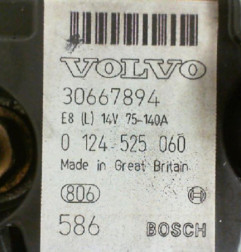 VOLVO
30667894
E8 (L) 14V 75-140A
0 124 525 060
Made in Great Britain
806
586 BOSCH